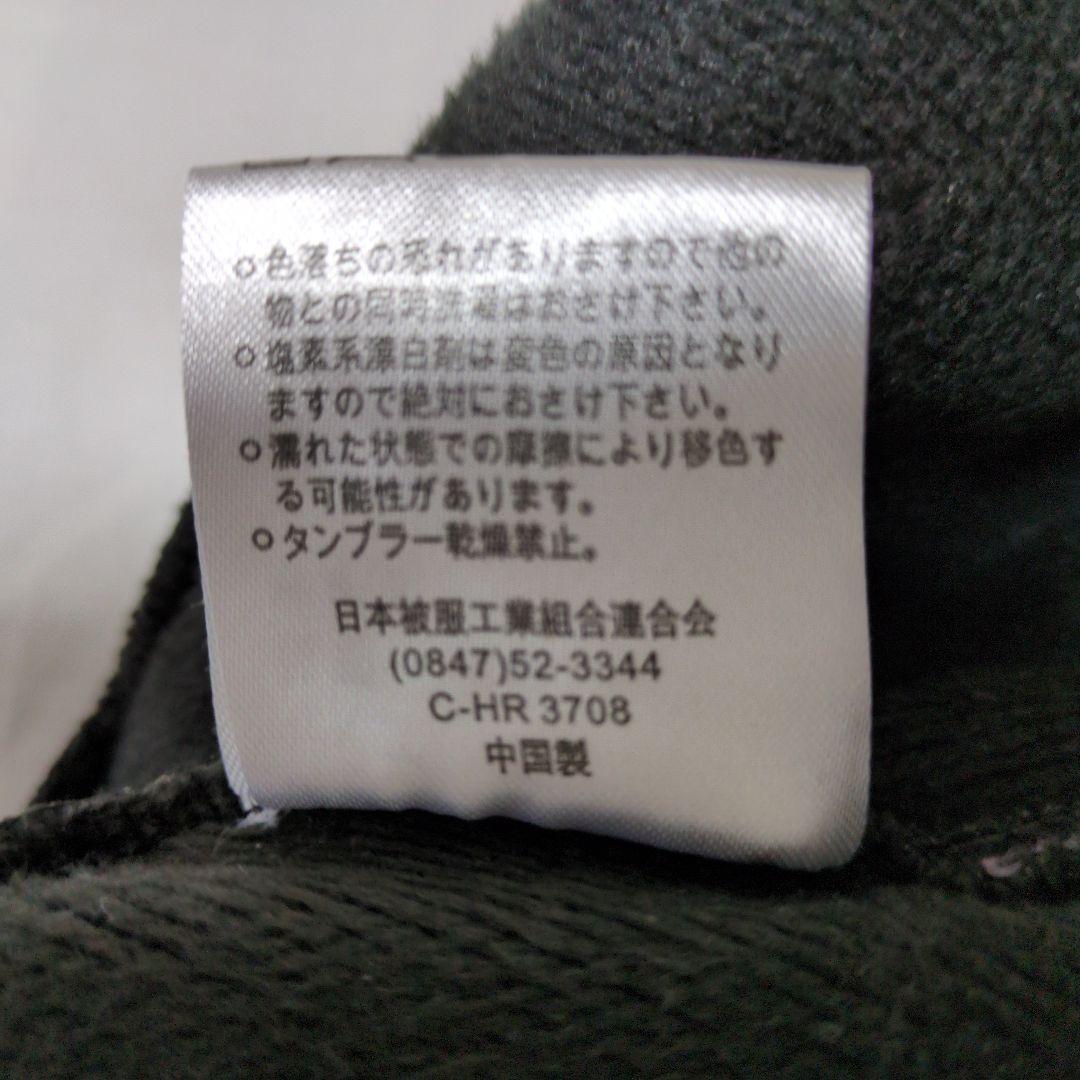 ○色落ちの恐れがありますので他の
物との同時洗濯はおさけ下さい。
○塩素系漂白剤は変色の原因となり
ますので絶対におさけ下さい。
○濡れた状態での摩擦により移色す
る可能性があります。
○タンブラー乾燥禁止。
日本被服工業組合連合会
(0847)52-3344
C-HR 3708
中国製